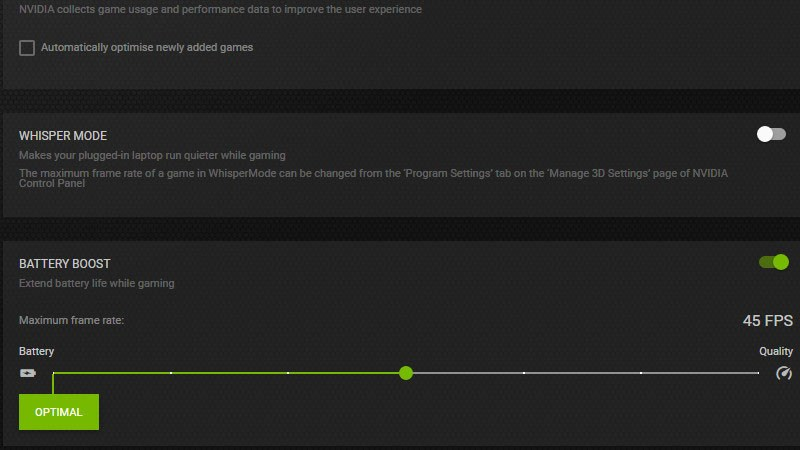 NVIDIA collects game usage and performance data to improve the user experience
Automatically optimise newly added games
WHISPER MODE
Makes your plugged-in laptop run quieter while gaming
The maximum frame rate of a game in WhisperMode can be changed from the 'Program Settings' tab on the 'Manage 3D Settings' page of NVIDIA
Control Panel
BATTERY BOOST
Extend battery life while gaming
Maximum frame rate:
45 FPS
Battery
Quality
OPTIMAL